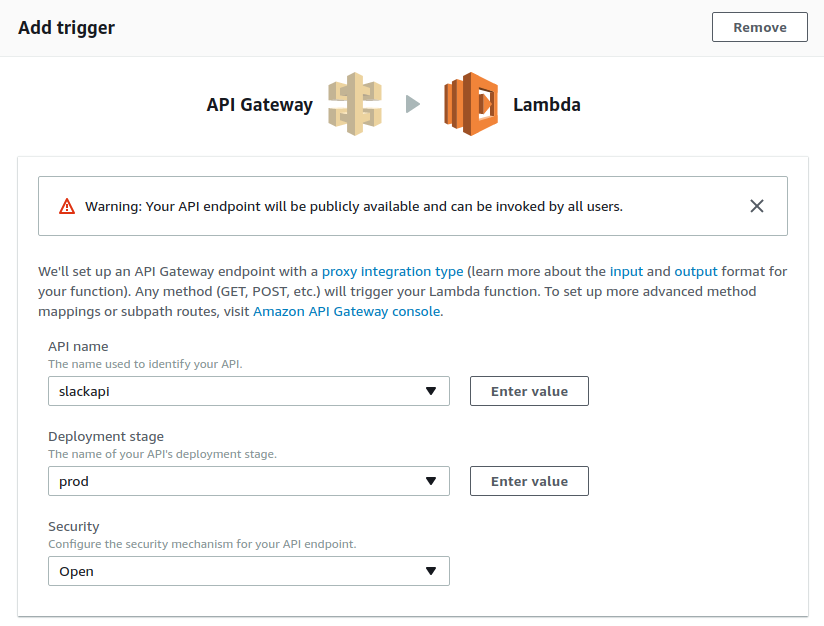 Add trigger
Remove
API Gateway
Lambda
Warning: Your API endpoint will be publicly available and can be invoked by all users.
We'll set up an API Gateway endpoint with a proxy integration type (learn more about the input and output format for
your function). Any method (GET, POST, etc.) will trigger your Lambda function. To set up more advanced method
mappings or subpath routes, visit Amazon API Gateway console.
API name
The name used to identify your API.
slackapi
Enter value
Deployment stage
The name of your API's deployment stage.
prod
Enter value
Security
Configure the security mechanism for your API endpoint.
Open